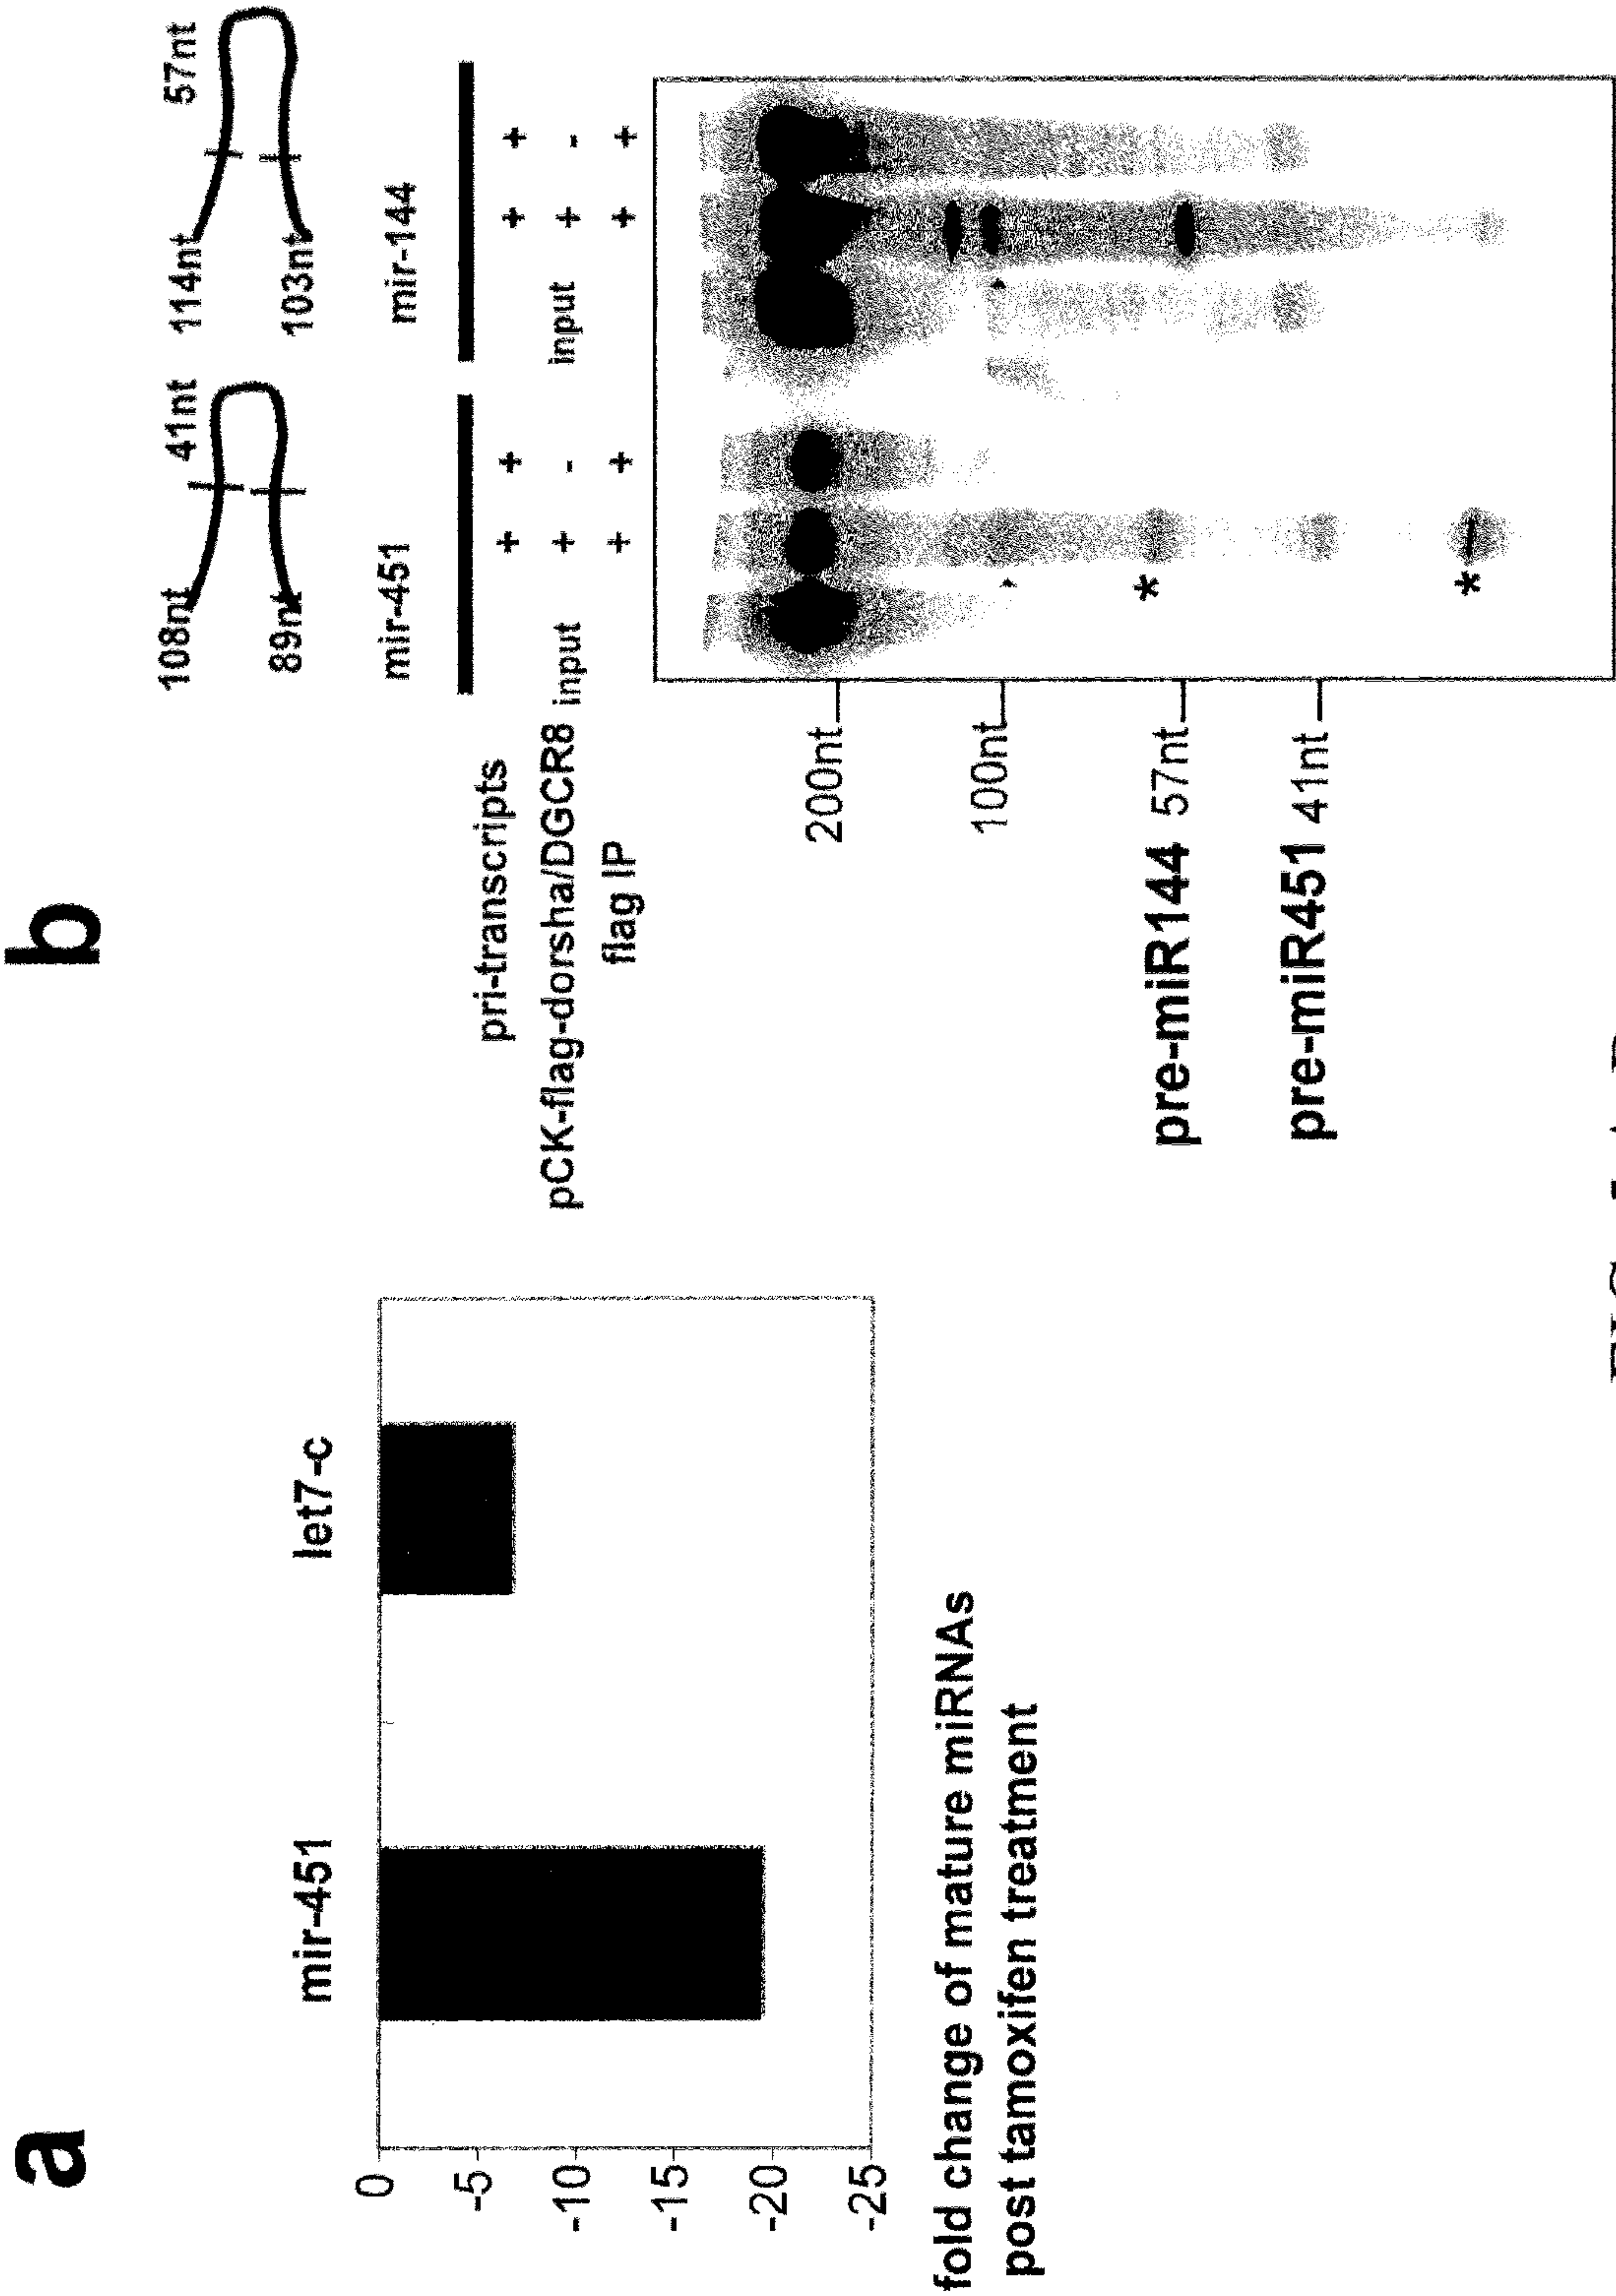 a
mir-451 let7-c
0
-5
-10
-15
-20
-25
fold change of mature miRNAs
post tamoxifen treatment
b
108nt 41nt 114nt 57nt
89nt 103nt
mir-451 mir-144
pri-transcripts + + + +
pCK-flag-dorsha/DGCR8 input + - input + -
flag IP + + + +
200nt
100nt
pre-miR144 57nt *
pre-miR451 41nt
*